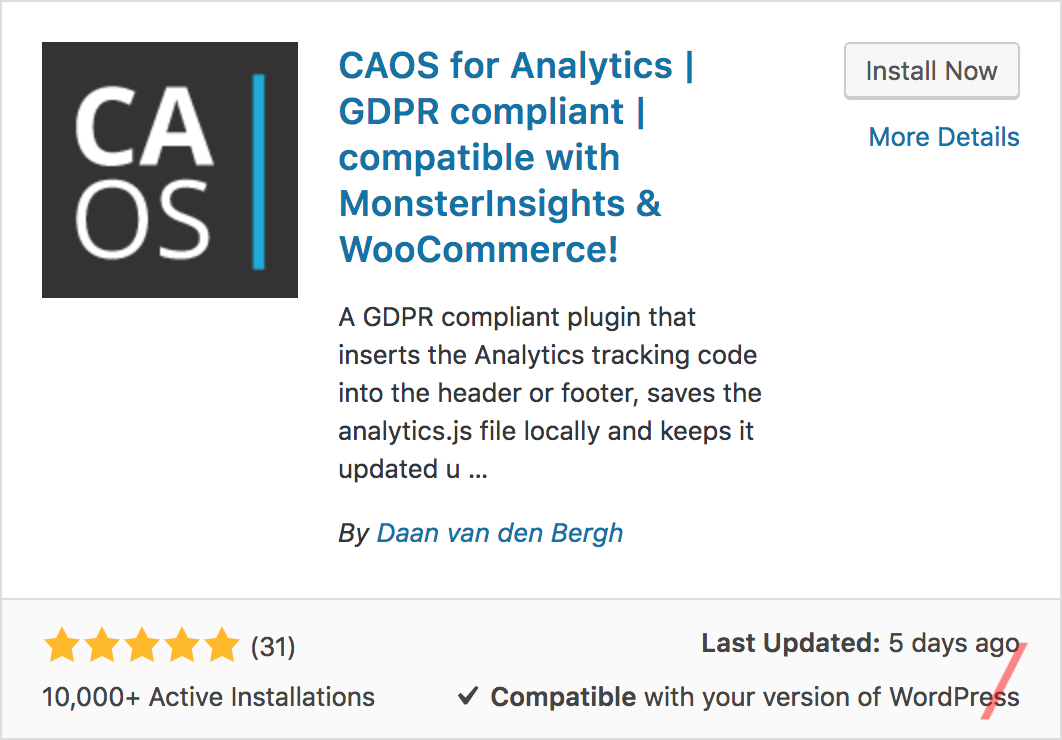 CA
OS
CAOS for Analytics |
GDPR compliant |
compatible with
MonsterInsights &
WooCommerce!
Install Now
More Details
A GDPR compliant plugin that
inserts the Analytics tracking code
into the header or footer, saves the
analytics.js file locally and keeps it
updated u ...
By Daan van den Bergh
(31)
Last Updated: 5 days ago
10,000+ Active Installations
✓ Compatible with your version of WordPress